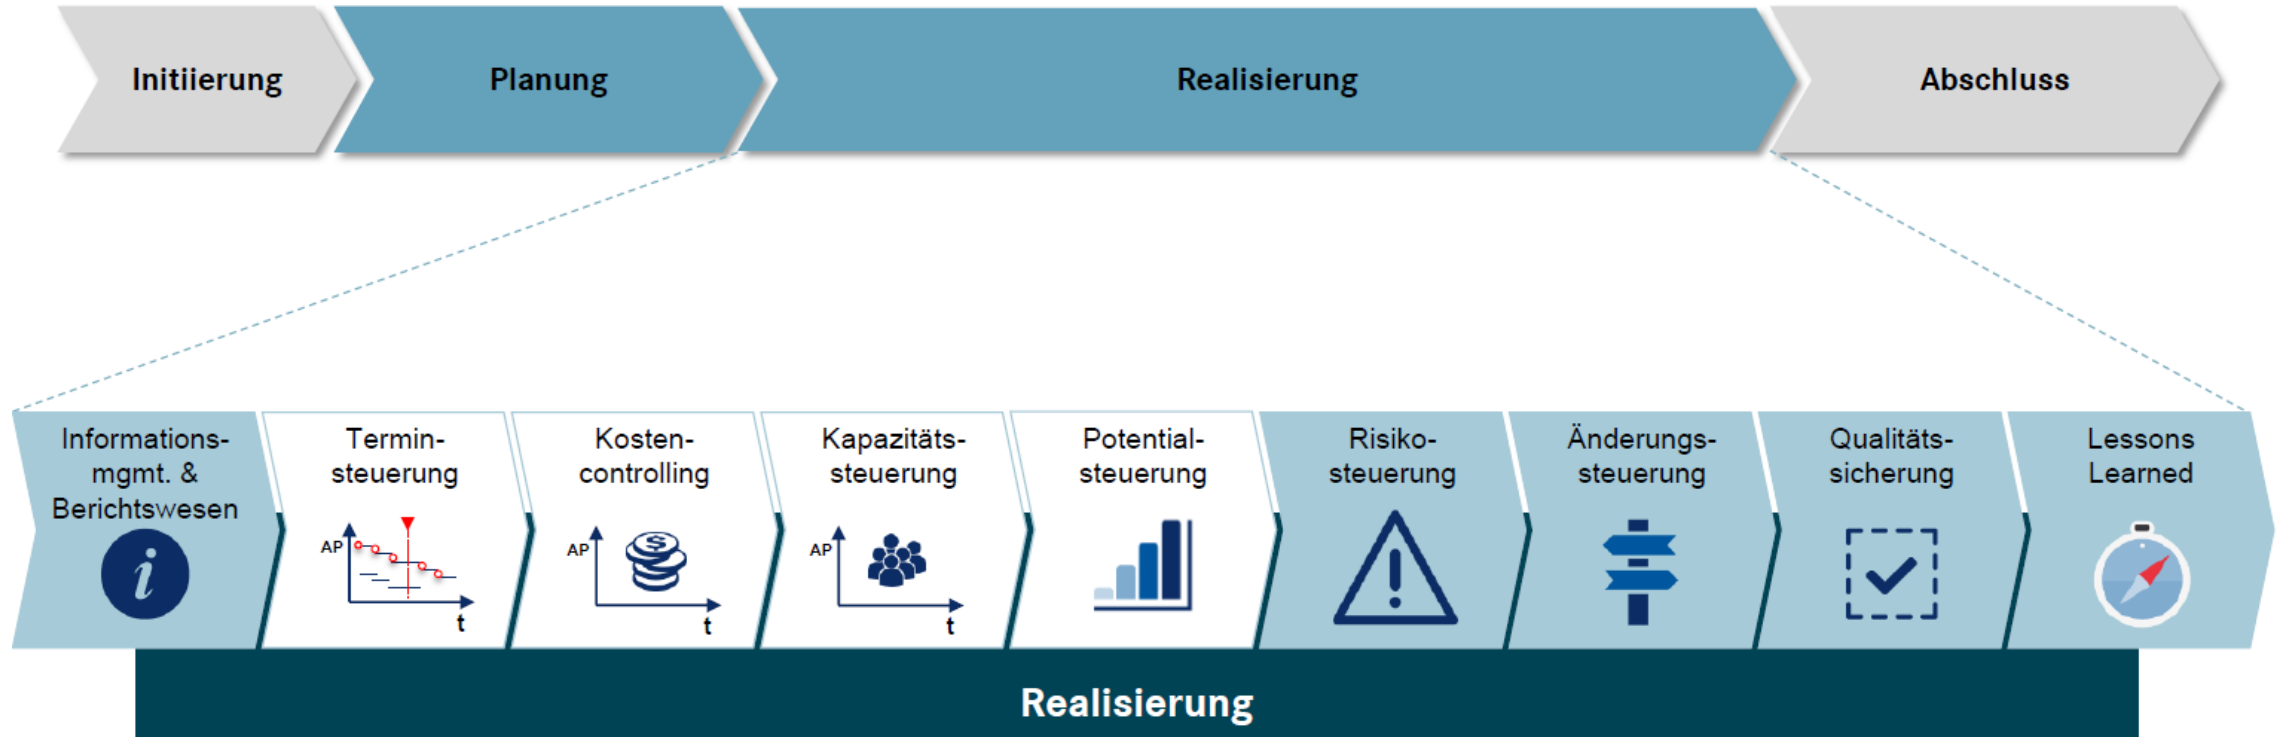 Initiierung
Planung
Realisierung
Abschluss
Informations-
mgmt. &
Berichtswesen
i
Termin-
steuerung
AP
t
Kosten-
controlling
AP
$
t
Kapazitäts-
steuerung
AP
t
Potential-
steuerung
Risiko-
steuerung
!
Änderungs-
steuerung
Qualitäts-
sicherung
Lessons
Learned
Realisierung